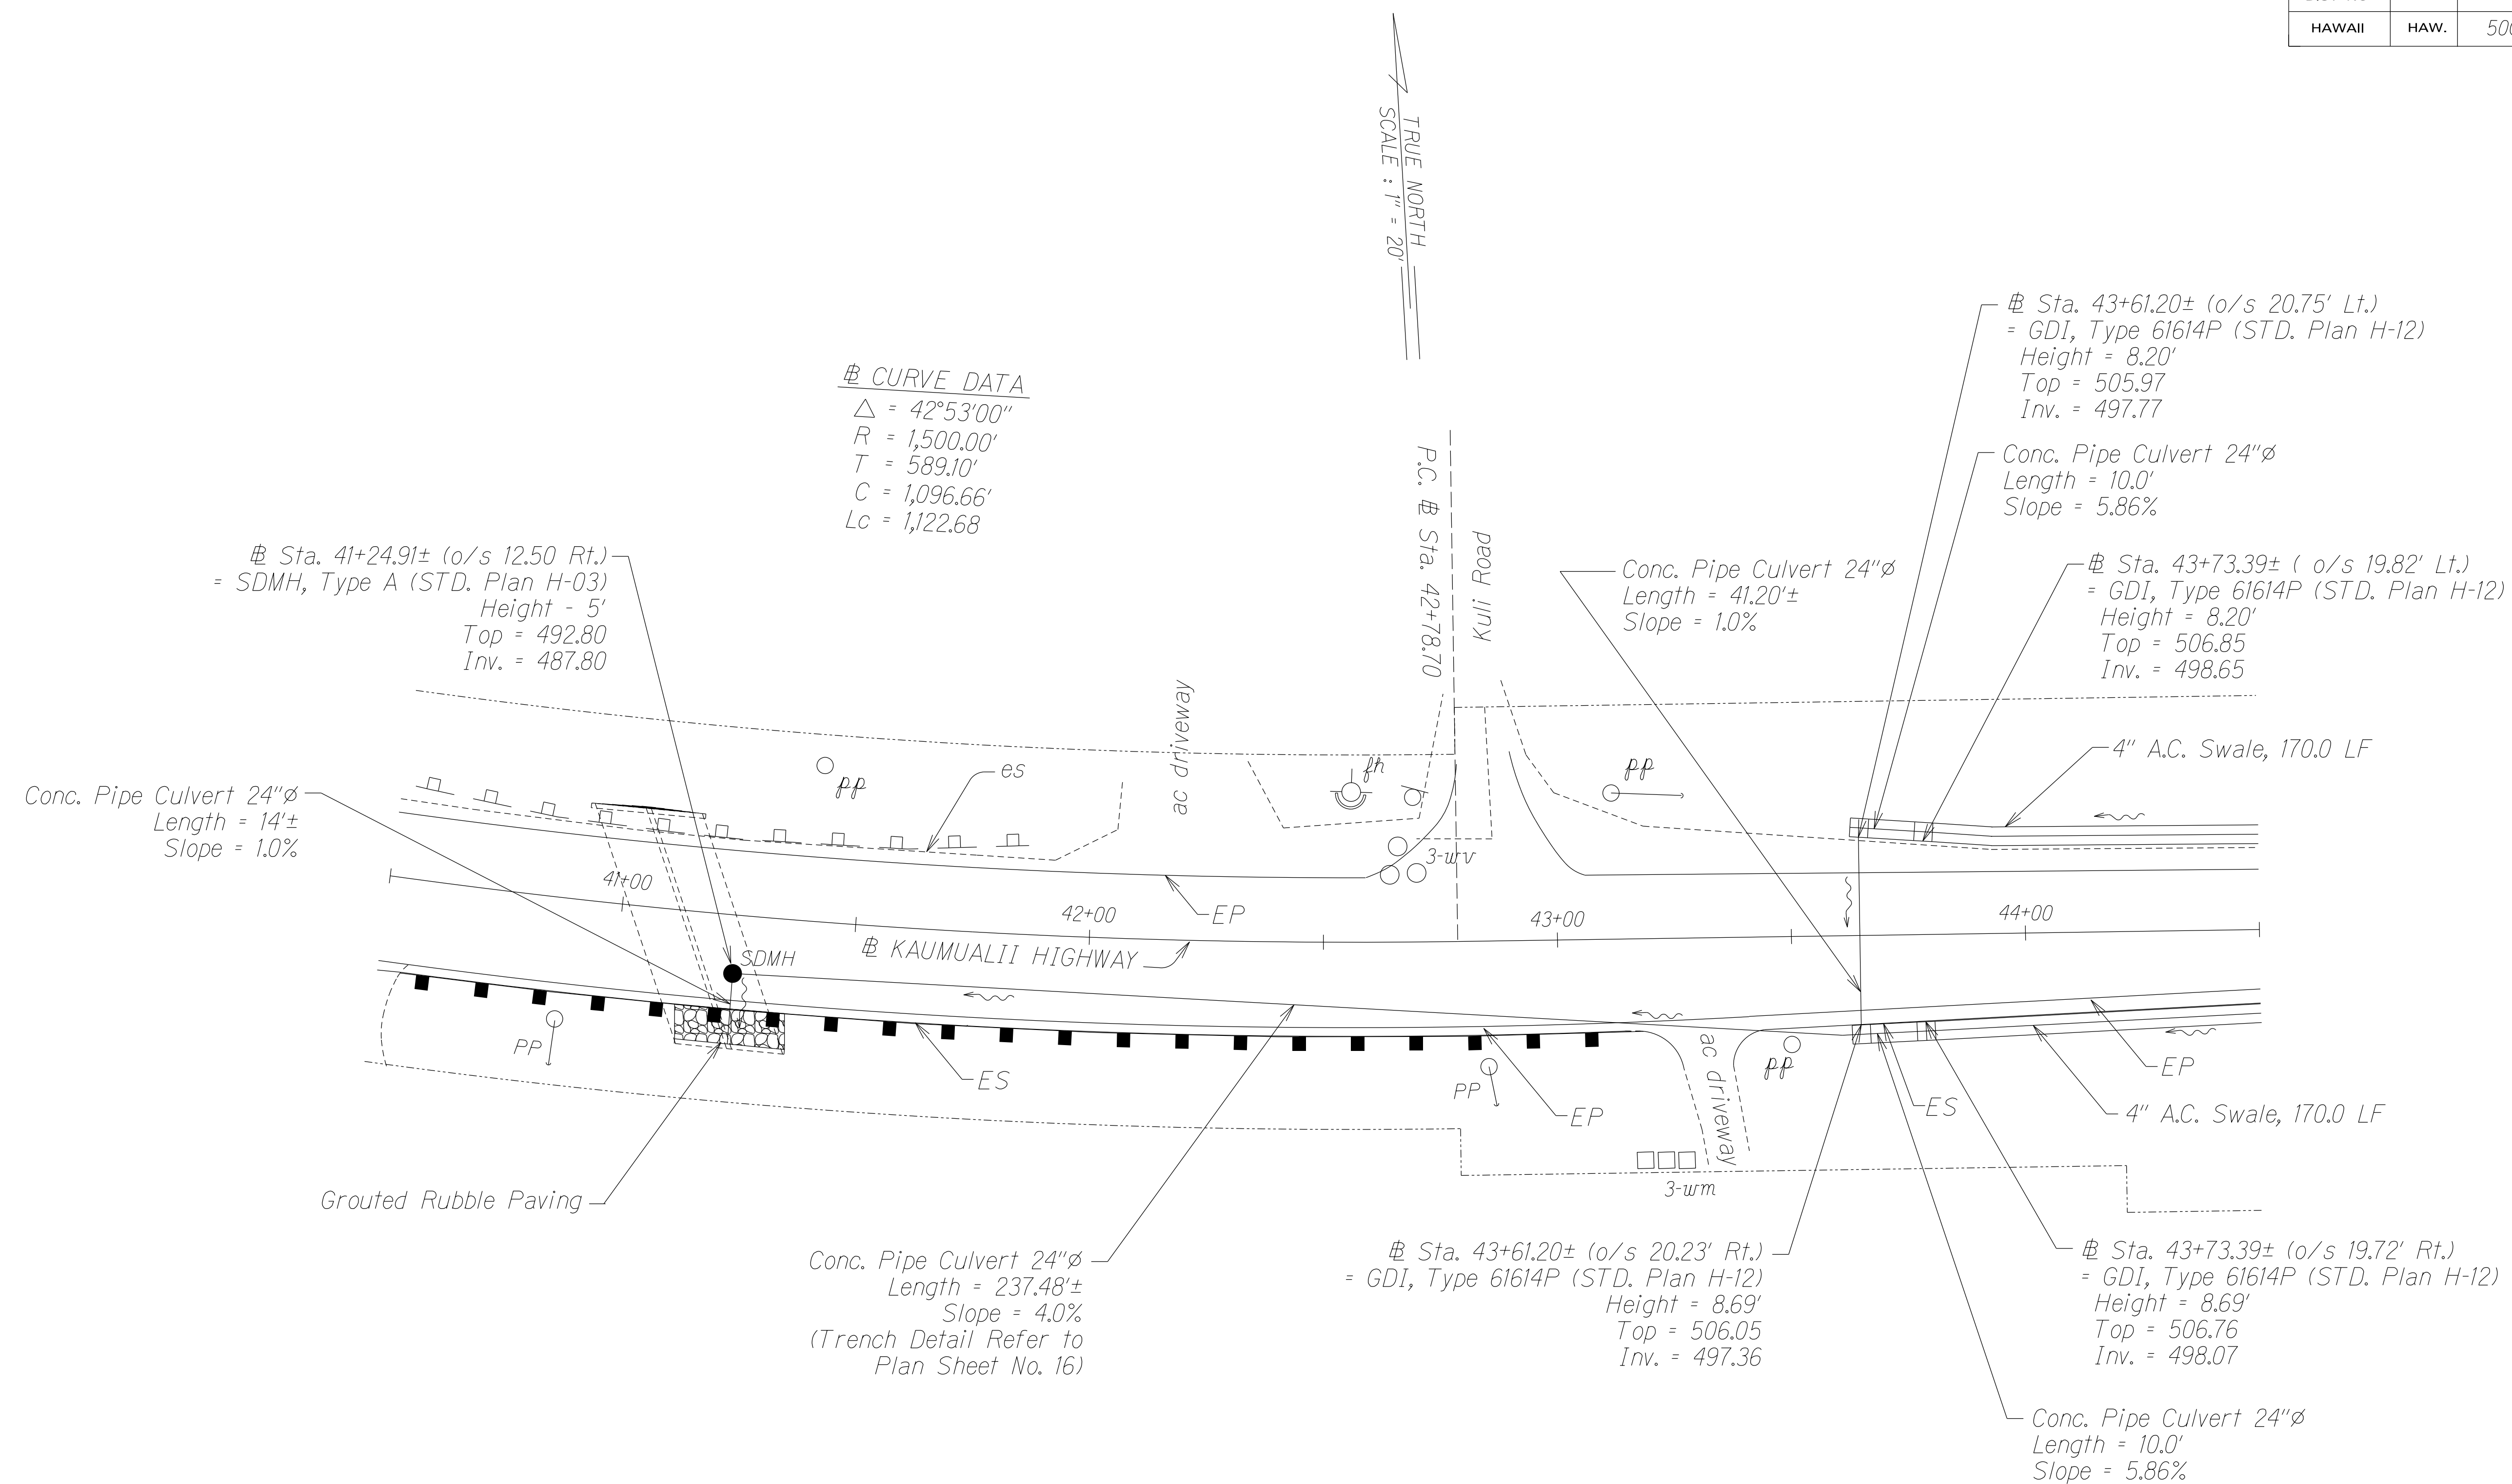 HAWAII HAW.
TRUE NORTH
SCALE : 1" = 20'
℄ CURVE DATA
△ = 42°53'00"
R = 1,500.00'
T = 589.10'
C = 1,096.66'
Lc = 1,122.68
P.C. ℄ Sta. 42+78.70
Kuli Road
℄ Sta. 43+61.20± (o/s 20.75' Lt.)
= GDI, Type 61614P (STD. Plan H-12)
Height = 8.20'
Top = 505.97
Inv. = 497.77
Conc. Pipe Culvert 24"ø
Length = 10.0'
Slope = 5.86%
℄ Sta. 43+73.39± ( o/s 19.82' Lt.)
= GDI, Type 61614P (STD. Plan H-12)
Height = 8.20'
Top = 506.85
Inv. = 498.65
Conc. Pipe Culvert 24"ø
Length = 41.20'±
Slope = 1.0%
℄ Sta. 41+24.91± (o/s 12.50 Rt.)
= SDMH, Type A (STD. Plan H-03)
Height - 5'
Top = 492.80
Inv. = 487.80
Conc. Pipe Culvert 24"ø
Length = 14'±
Slope = 1.0%
ac driveway
pp
es
fh
pp
4" A.C. Swale, 170.0 LF
3-wv
EP
41+00
42+00
43+00
44+00
℄ KAUMUALII HIGHWAY
SDMH
PP
ES
PP
EP
ac driveway
pp
ES
EP
4" A.C. Swale, 170.0 LF
3-wm
Grouted Rubble Paving
Conc. Pipe Culvert 24"ø
Length = 237.48'±
Slope = 4.0%
(Trench Detail Refer to
Plan Sheet No. 16)
℄ Sta. 43+61.20± (o/s 20.23' Rt.)
= GDI, Type 61614P (STD. Plan H-12)
Height = 8.69'
Top = 506.05
Inv. = 497.36
℄ Sta. 43+73.39± (o/s 19.72' Rt.)
= GDI, Type 61614P (STD. Plan H-12)
Height = 8.69'
Top = 506.76
Inv. = 498.07
Conc. Pipe Culvert 24"ø
Length = 10.0'
Slope = 5.86%